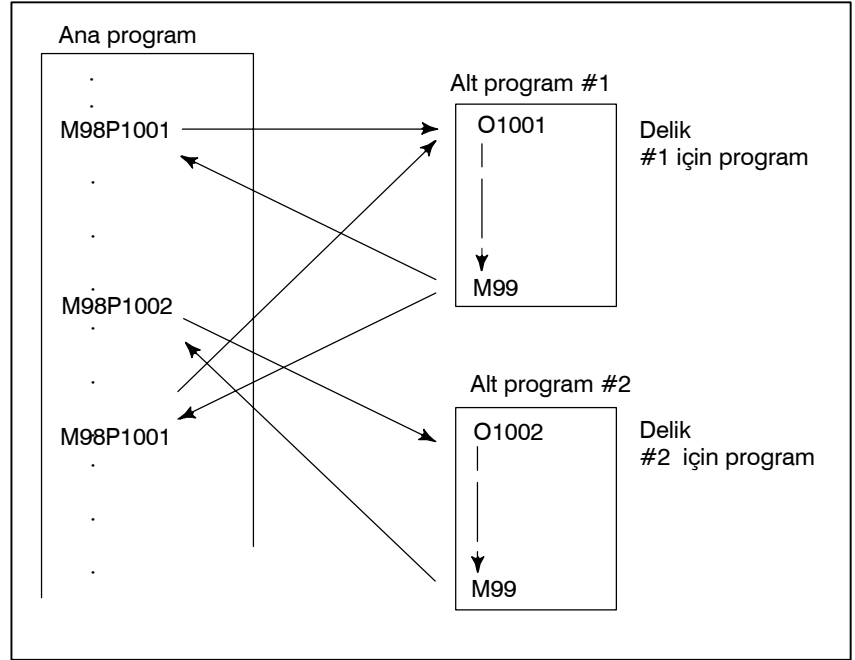 Ana program
M98P1001
M98P1002
M98P1001
Alt program #1
O1001
M99
Delik
#1 için program
Alt program #2
O1002
M99
Delik
#2 için program